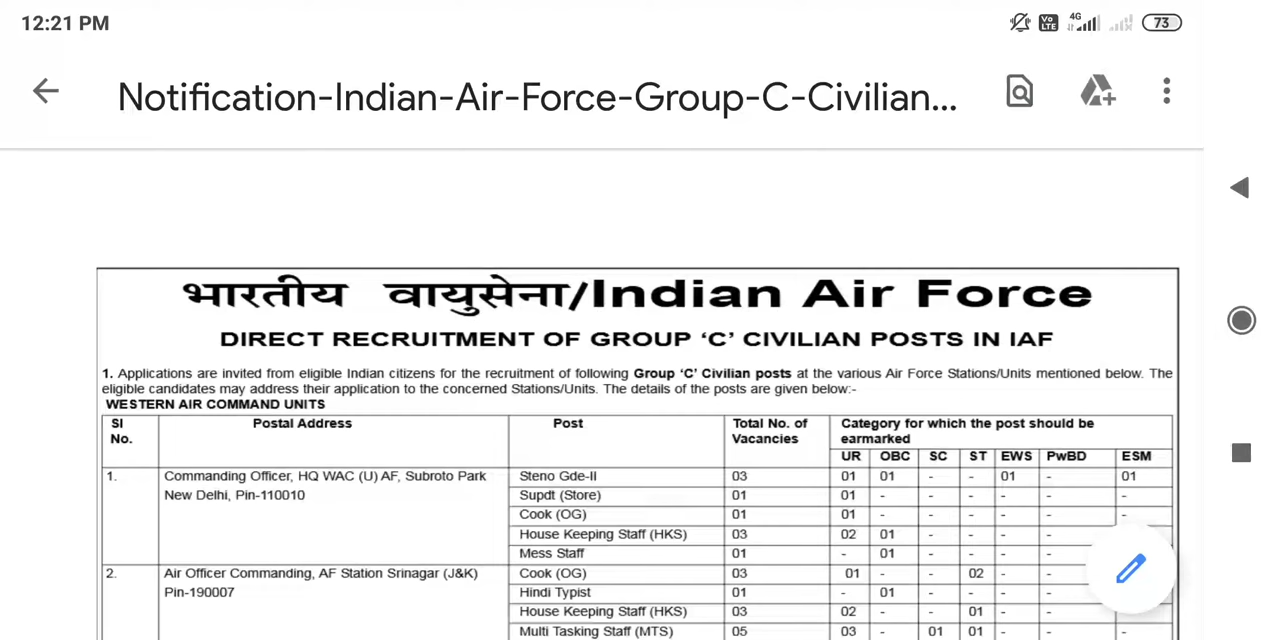 12:21 PM
Vo LTE 4G 73
Notification-Indian-Air-Force-Group-C-Civilian...
भारतीय वायुसेना/Indian Air Force
DIRECT RECRUITMENT OF GROUP ‘C’ CIVILIAN POSTS IN IAF
1. Applications are invited from eligible Indian citizens for the recruitment of following Group ‘C’ Civilian posts at the various Air Force Stations/Units mentioned below. The
eligible candidates may address their application to the concerned Stations/Units. The details of the posts are given below:-
WESTERN AIR COMMAND UNITS
Sl Postal Address Post Total No. of Category for which the post should be
No. Vacancies earmarked
UR OBC SC ST EWS PwBD ESM
1. Commanding Officer, HQ WAC (U) AF, Subroto Park Steno Gde-II 03 01 01 - - 01 - 01
New Delhi, Pin-110010 Supdt (Store) 01 01 - - - - - -
Cook (OG) 01 01 - - - - - -
House Keeping Staff (HKS) 03 02 01 - - - -
Mess Staff 01 - 01 - - - -
2. Air Officer Commanding, AF Station Srinagar (J&K) Cook (OG) 03 01 - - 02 - -
Pin-190007 Hindi Typist 01 - 01 - - - -
House Keeping Staff (HKS) 03 02 - - 01 - -
Multi Tasking Staff (MTS) 05 03 - 01 01 - -